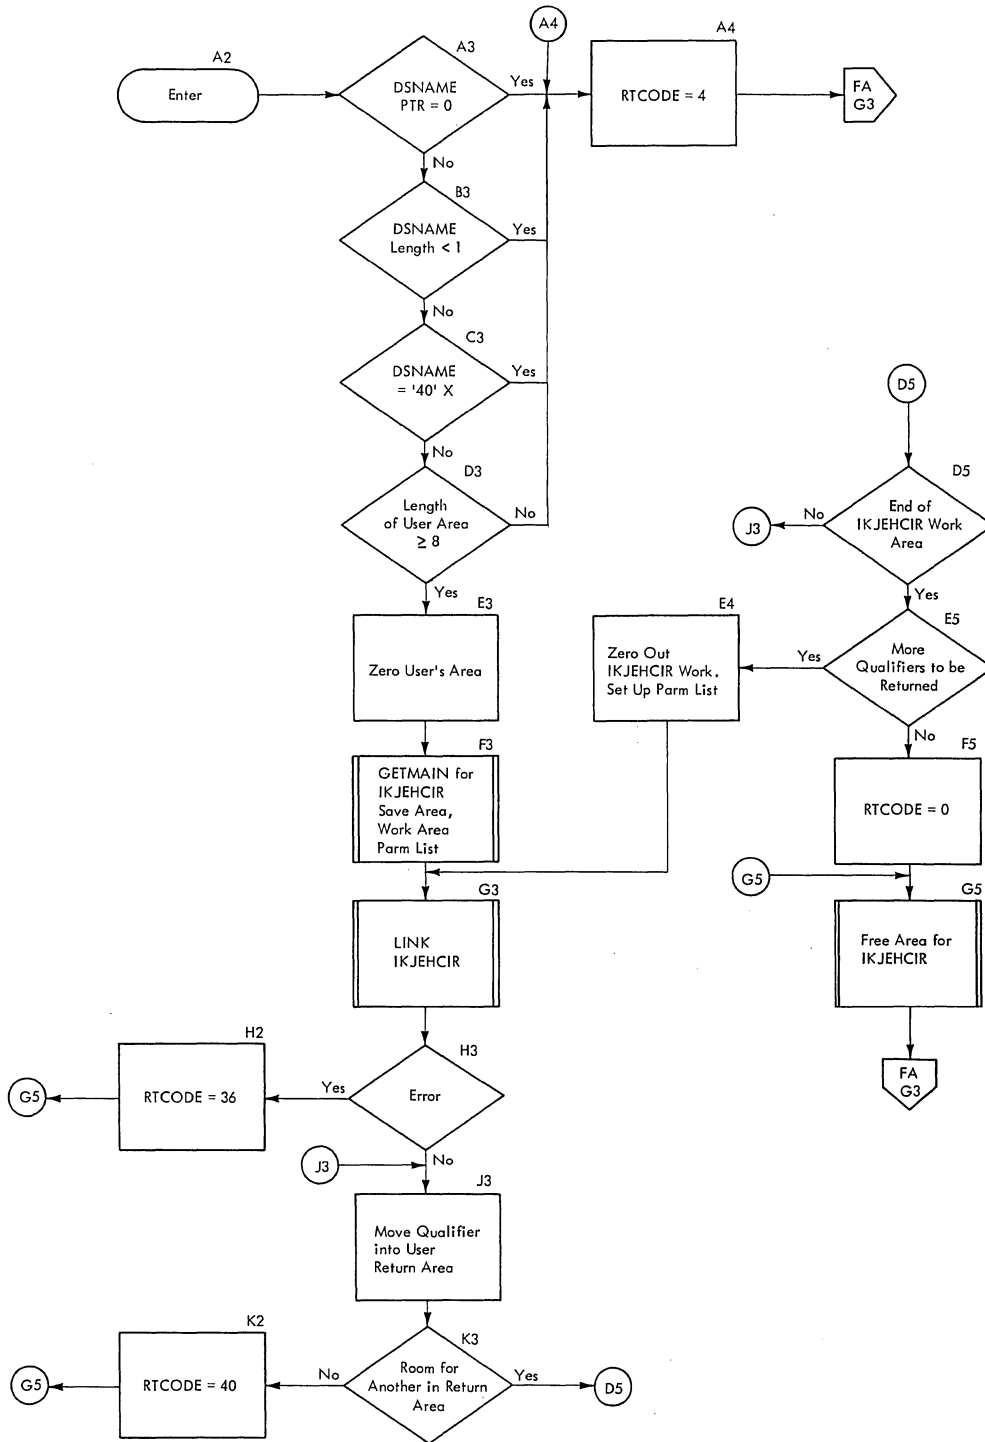 A4
A2
Enter
A3
DSNAME
PTR = 0
Yes
No
A4
RTCODE = 4
FA
G3
B3
DSNAME
Length < 1
Yes
No
C3
DSNAME
= '40' X
Yes
No
D3
Length
of User Area
≥ 8
No
Yes
D5
D5
End of
IKJEHCIR Work
Area
No
J3
Yes
E3
Zero User's Area
E4
Zero Out
IKJEHCIR Work.
Set Up Parm List
E5
More
Qualifiers to be
Returned
Yes
No
F3
GETMAIN for
IKJEHCIR
Save Area,
Work Area
Parm List
F5
RTCODE = 0
G5
G3
LINK
IKJEHCIR
G5
Free Area for
IKJEHCIR
FA
G3
H2
RTCODE = 36
G5
H3
Error
Yes
No
J3
J3
Move Qualifier
into User
Return Area
K2
RTCODE = 40
G5
K3
Room for
Another in Return
Area
No
Yes
D5